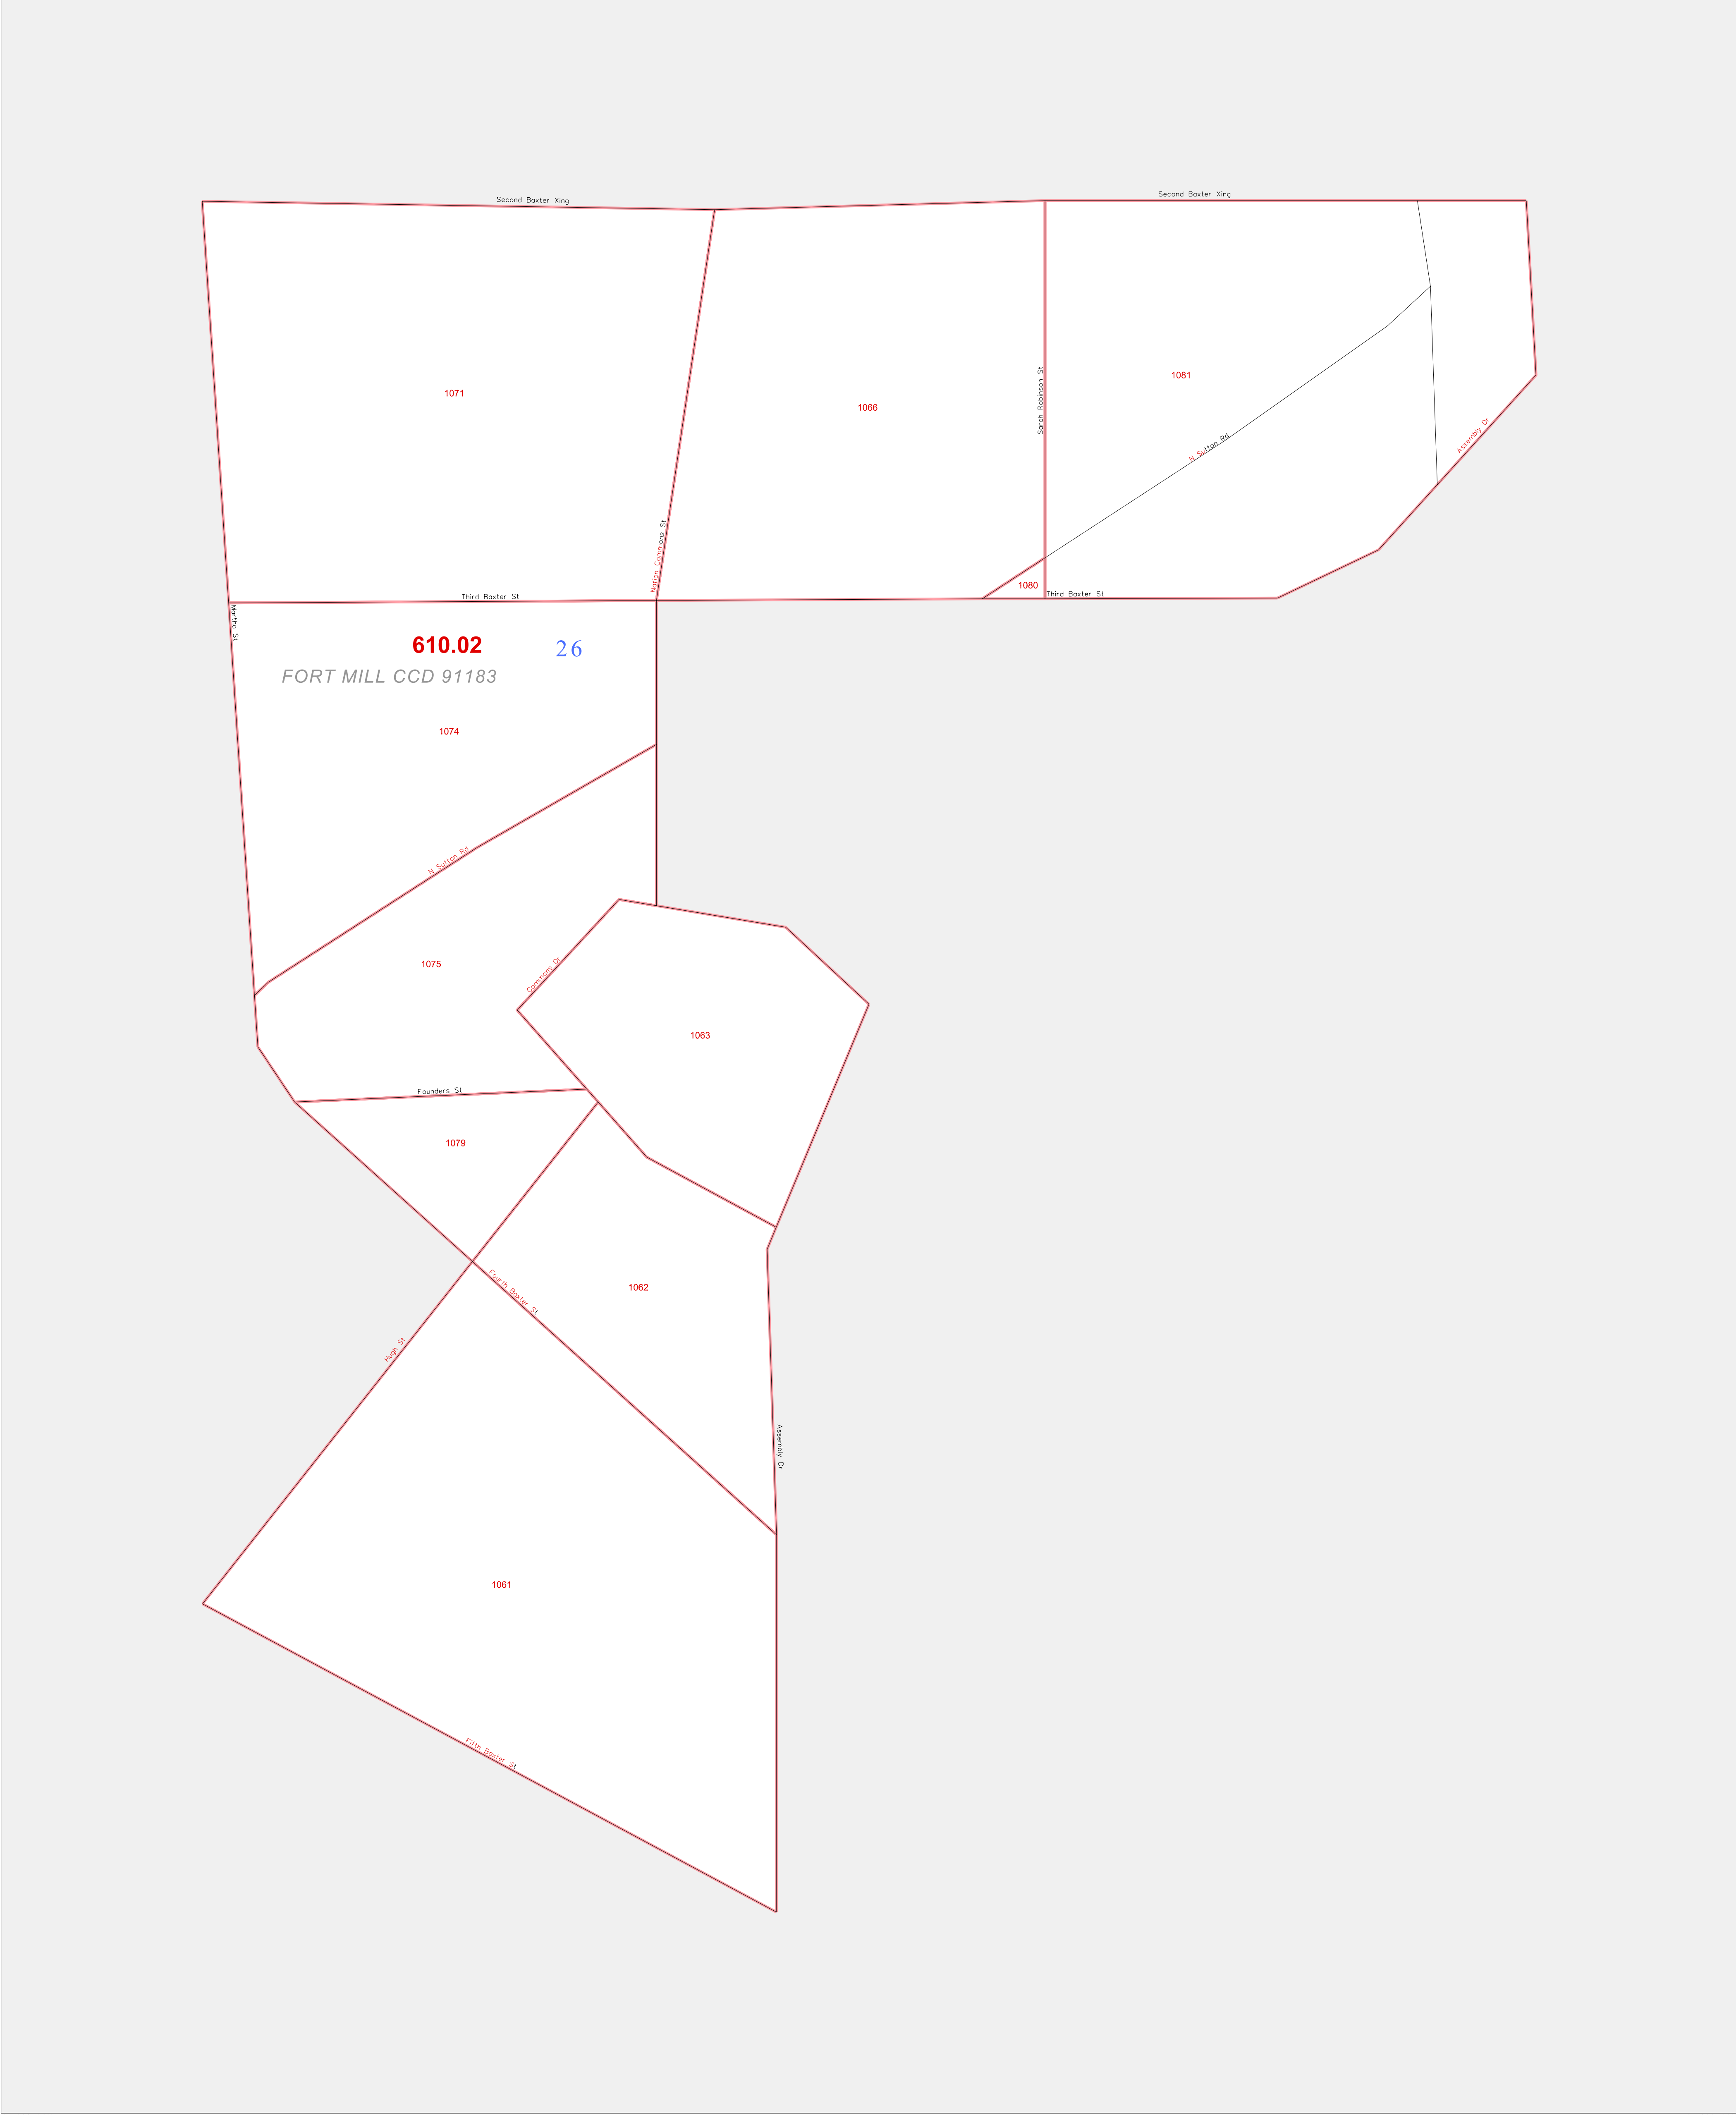 Second Baxter Xing
Second Baxter Xing
1071
1066
Sarah Robinson St
1081
N Sutton Rd
Assembly Dr
Nation Commons St
1080
Third Baxter St
Third Baxter St
Martha St
610.02
26
FORT MILL CCD 91183
1074
N Sutton Rd
1075
Commons Dr
1063
Founders St
1079
1062
Fourth Baxter St
Hugh St
Assembly Dr
1061
Fifth Baxter St